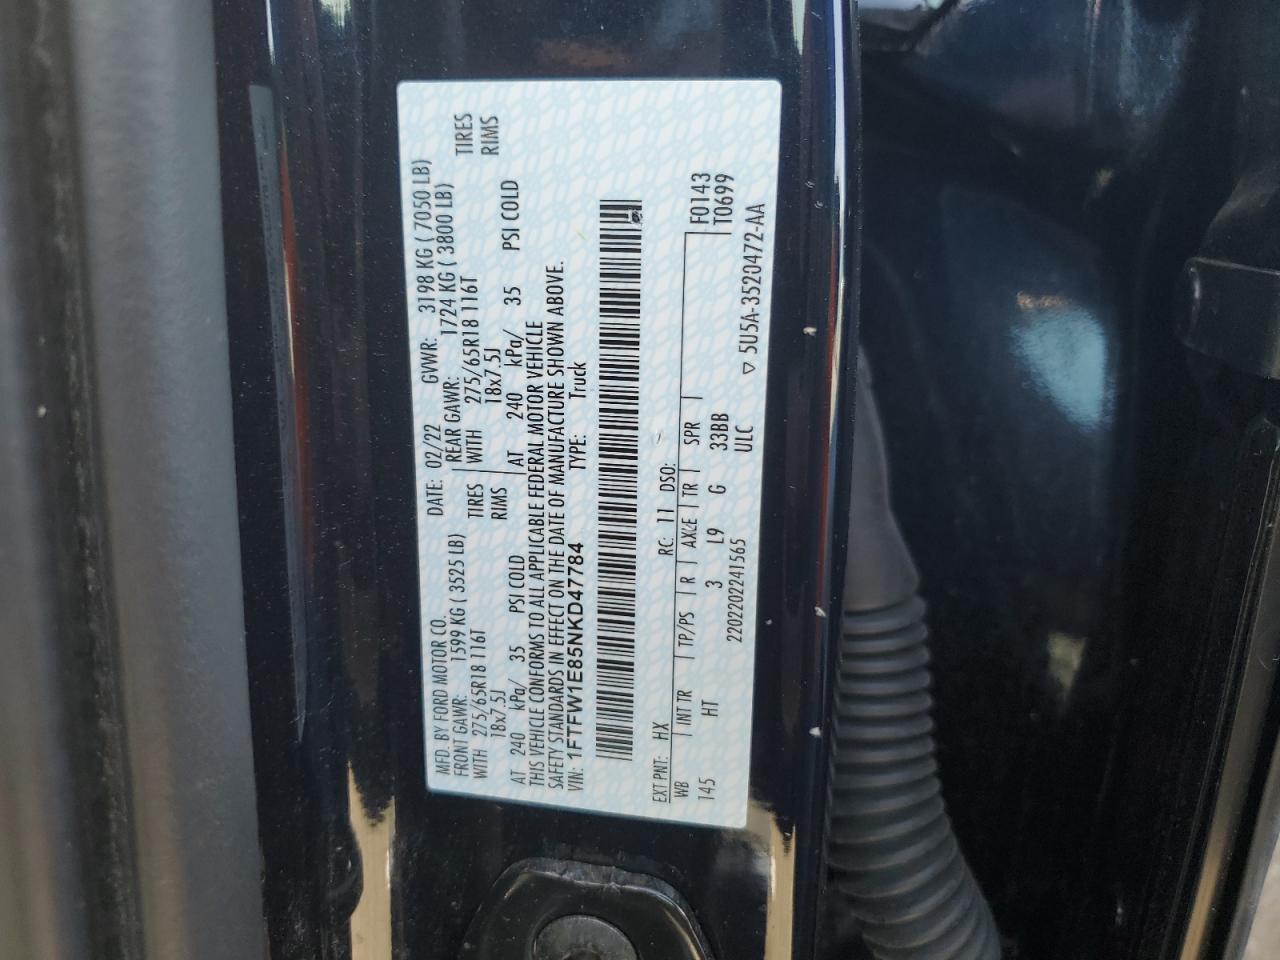 MFD. BY FORD MOTOR CO.
DATE: 02/22 GVWR: 3198 KG ( 7050 LB)
FRONT GAWR: 1599 KG ( 3525 LB) REAR GAWR: 1724 KG ( 3800 LB)
WITH 275/65R18 116T TIRES WITH 275/65R18 116T TIRES
18x7.5J RIMS 18x7.5J RIMS
AT 240 kPa/ 35 PSI COLD AT 240 kPa/ 35 PSI COLD
THIS VEHICLE CONFORMS TO ALL APPLICABLE FEDERAL MOTOR VEHICLE
SAFETY STANDARDS IN EFFECT ON THE DATE OF MANUFACTURE SHOWN ABOVE.
VIN: 1FTFW1E85NKD47784 TYPE: Truck
EXT PNT: HX RC: 11 DSO:
WB INT TR TP/PS R AXLE TR SPR F0143
145 HT 3 L9 G 33BB T0699
ULC
2202202241565 ▽ 5U5A-3520472-AA